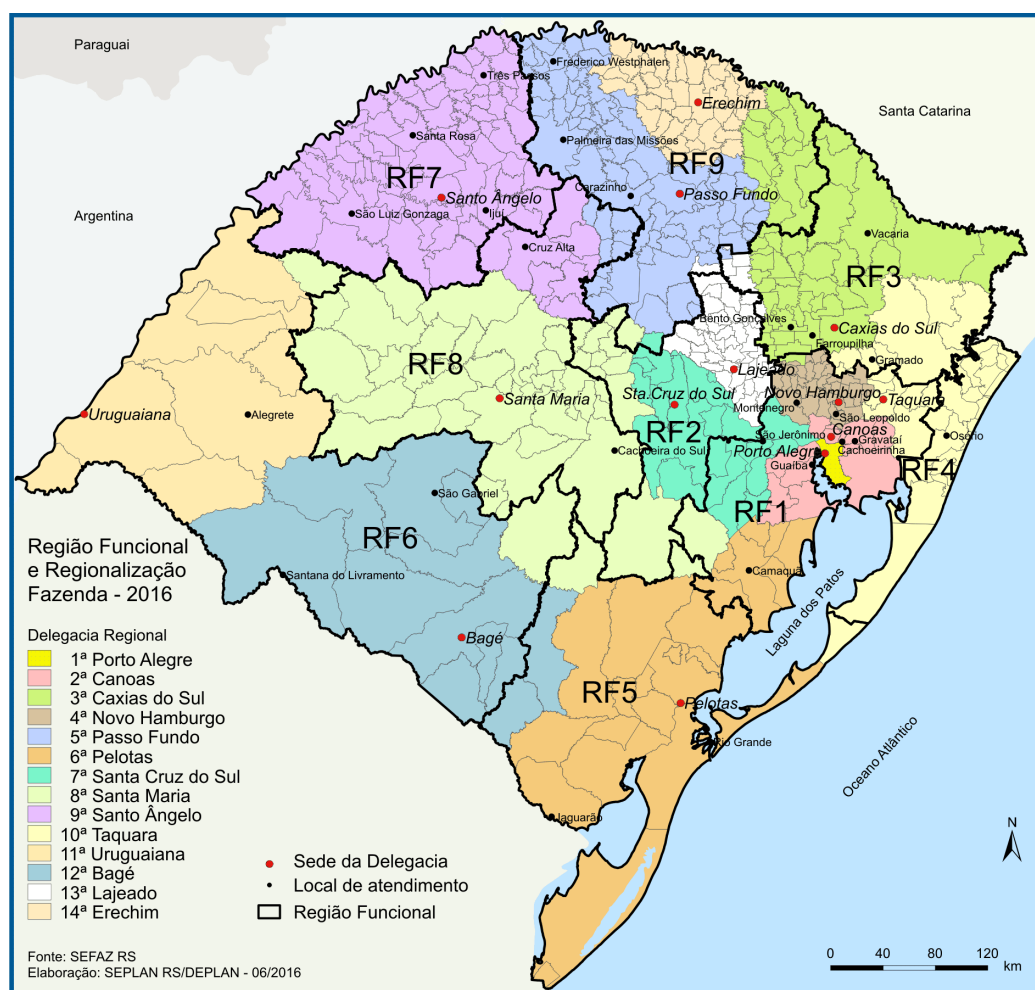 Paraguai
Argentina
Santa Catarina
Frederico Westphalen
Três Passos
Erechim
Santa Rosa
Palmeira das Missões
RF9
RF7
Santo Ângelo
Carazinho
Passo Fundo
São Luiz Gonzaga
Ijuí
Cruz Alta
Vacaria
RF3
Bento Gonçalves
Caxias do Sul
Farroupilha
RF8
Lajeado
Gramado
Uruguaiana
Alegrete
Santa Maria
Sta.Cruz do Sul
Montenegro
Novo Hamburgo
Taquara
São Leopoldo
RF2
São Jerônimo
Canoas
Gravataí
Osório
Cachoeira do Sul
Porto Alegre
Cachoeirinha
Guaíba
RF4
São Gabriel
RF1
RF6
Santana do Livramento
Camaquã
Laguna dos Patos
Bagé
RF5
Pelotas
Rio Grande
Oceano Atlântico
Jaguarão
Região Funcional
e Regionalização
Fazenda - 2016
Delegacia Regional
1ª Porto Alegre
2ª Canoas
3ª Caxias do Sul
4ª Novo Hamburgo
5ª Passo Fundo
6ª Pelotas
7ª Santa Cruz do Sul
8ª Santa Maria
9ª Santo Ângelo
10ª Taquara
11ª Uruguaiana
12ª Bagé
13ª Lajeado
14ª Erechim
Sede da Delegacia
Local de atendimento
Região Funcional
Fonte: SEFAZ RS
Elaboração: SEPLAN RS/DEPLAN - 06/2016
N
0 40 80 120
km